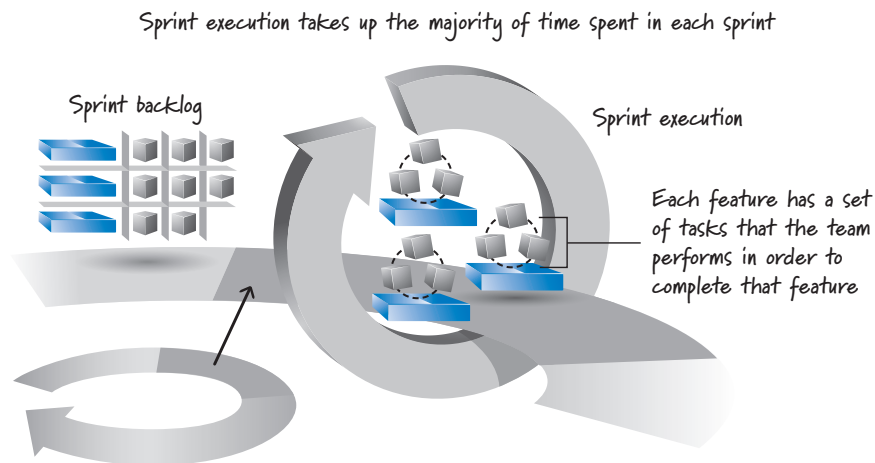 Sprint execution takes up the majority of time spent in each sprint
Sprint backlog
Sprint execution
Each feature has a set
of tasks that the team
performs in order to
complete that feature